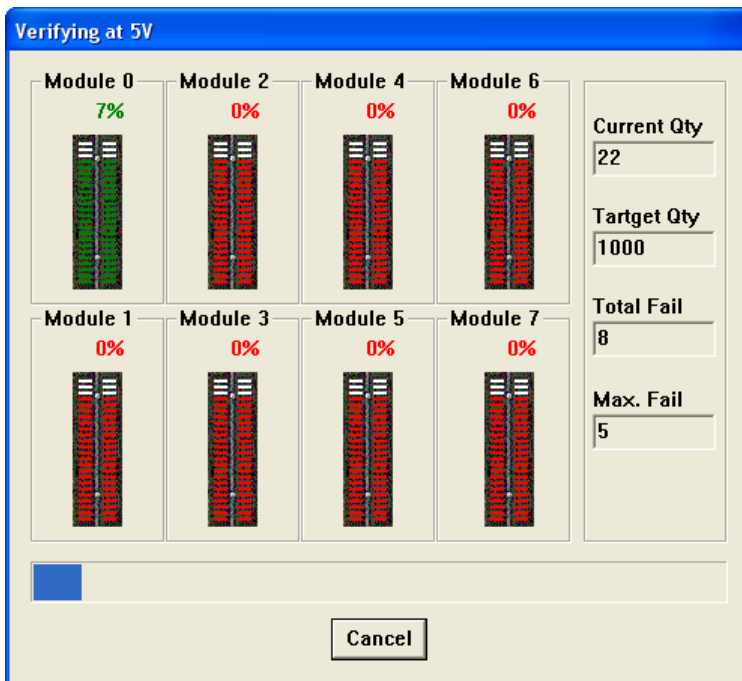 Verifying at 5V
Module 0 Module 2 Module 4 Module 6
7% 0% 0% 0%
Module 1 Module 3 Module 5 Module 7
0% 0% 0% 0%
Current Qty
22
Tartget Qty
1000
Total Fail
8
Max. Fail
5
Cancel